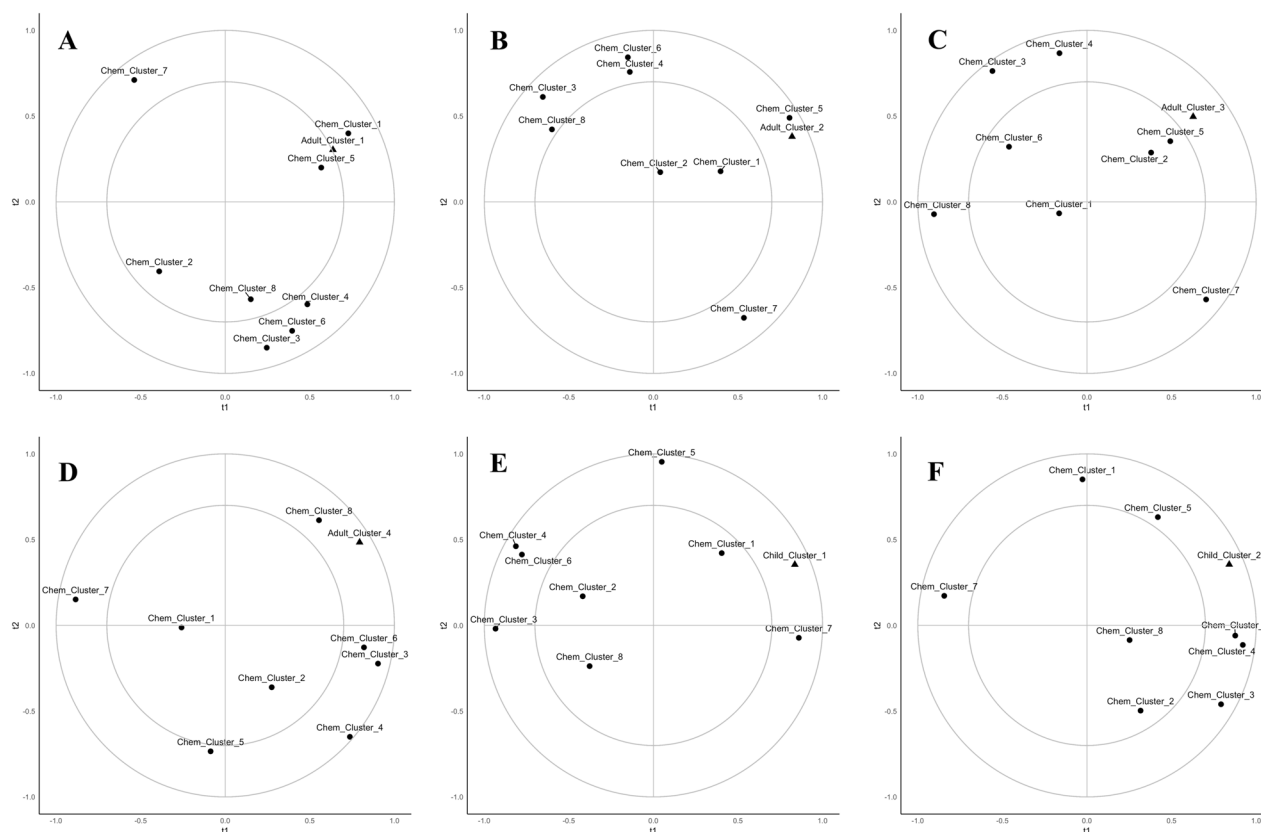 A
1.0
Chem_Cluster_7
0.5
Chem_Cluster_1
Adult_Cluster_1
Chem_Cluster_5
t2
0.0
Chem_Cluster_2
Chem_Cluster_8
Chem_Cluster_4
-0.5
Chem_Cluster_6
Chem_Cluster_3
-1.0
-1.0 -0.5 0.0 0.5 1.0
t1
B
1.0
Chem_Cluster_6
Chem_Cluster_4
Chem_Cluster_3
Chem_Cluster_8
0.5
Chem_Cluster_5
Adult_Cluster_2
Chem_Cluster_2 Chem_Cluster_1
t2
0.0
-0.5
Chem_Cluster_7
-1.0
-1.0 -0.5 0.0 0.5 1.0
t1
C
1.0
Chem_Cluster_4
Chem_Cluster_3
0.5
Adult_Cluster_3
Chem_Cluster_5
Chem_Cluster_6
Chem_Cluster_2
t2
0.0
Chem_Cluster_8
Chem_Cluster_1
-0.5
Chem_Cluster_7
-1.0
-1.0 -0.5 0.0 0.5 1.0
t1
D
1.0
Chem_Cluster_8
Adult_Cluster_4
0.5
Chem_Cluster_7
Chem_Cluster_1
t2
0.0
Chem_Cluster_6
Chem_Cluster_3
Chem_Cluster_2
-0.5
Chem_Cluster_4
Chem_Cluster_5
-1.0
-1.0 -0.5 0.0 0.5 1.0
t1
E
1.0
Chem_Cluster_5
0.5
Chem_Cluster_4
Chem_Cluster_6
Chem_Cluster_1
Child_Cluster_1
Chem_Cluster_2
t2
0.0
Chem_Cluster_3
Chem_Cluster_7
Chem_Cluster_8
-0.5
-1.0
-1.0 -0.5 0.0 0.5 1.0
t1
F
1.0
Chem_Cluster_1
Chem_Cluster_5
0.5
Child_Cluster_2
Chem_Cluster_7
t2
0.0
Chem_Cluster_8
Chem_Cluster_
Chem_Cluster_4
Chem_Cluster_3
Chem_Cluster_2
-0.5
-1.0
-1.0 -0.5 0.0 0.5 1.0
t1